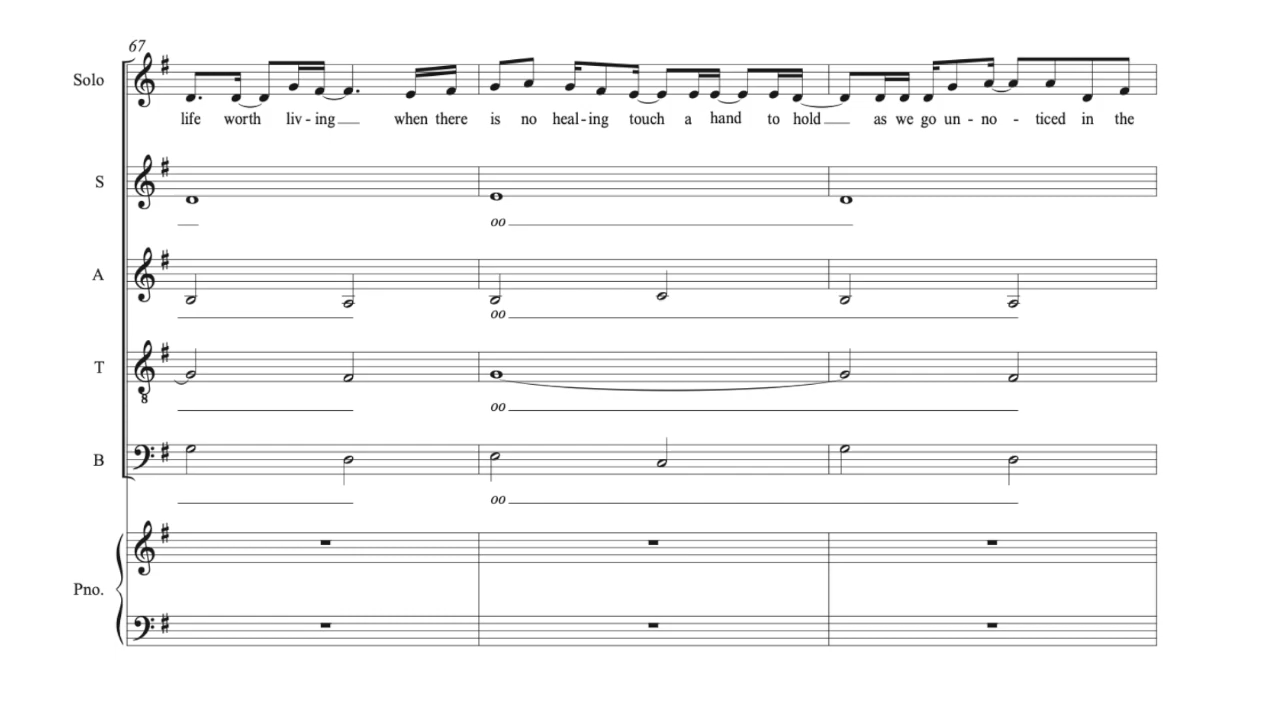 67
Solo
life worth liv - ing when there is no heal - ing touch a hand to hold as we go un - no - ticed in the
S
oo
A
oo
T
8
oo
B
oo
Pno.